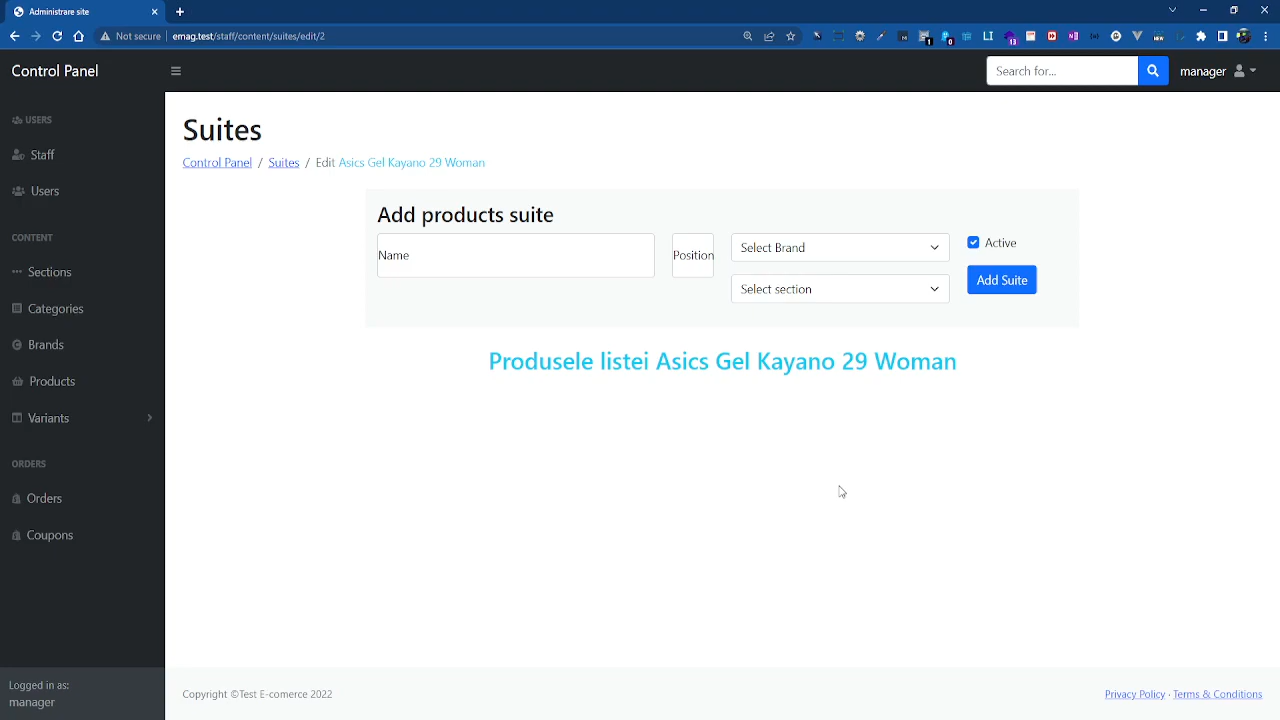 Administrare site
Not secure
emag.test/staff/content/suites/edit/2
Control Panel
Search for...
manager
USERS
Staff
Users
CONTENT
Sections
Categories
Brands
Products
Variants
ORDERS
Orders
Coupons
Logged in as:
manager
Suites
Control Panel / Suites / Edit Asics Gel Kayano 29 Woman
Add products suite
Name
Position
Select Brand
Select section
Active
Add Suite
Produsele listei Asics Gel Kayano 29 Woman
Copyright ©Test E-comerce 2022
Privacy Policy · Terms & Conditions